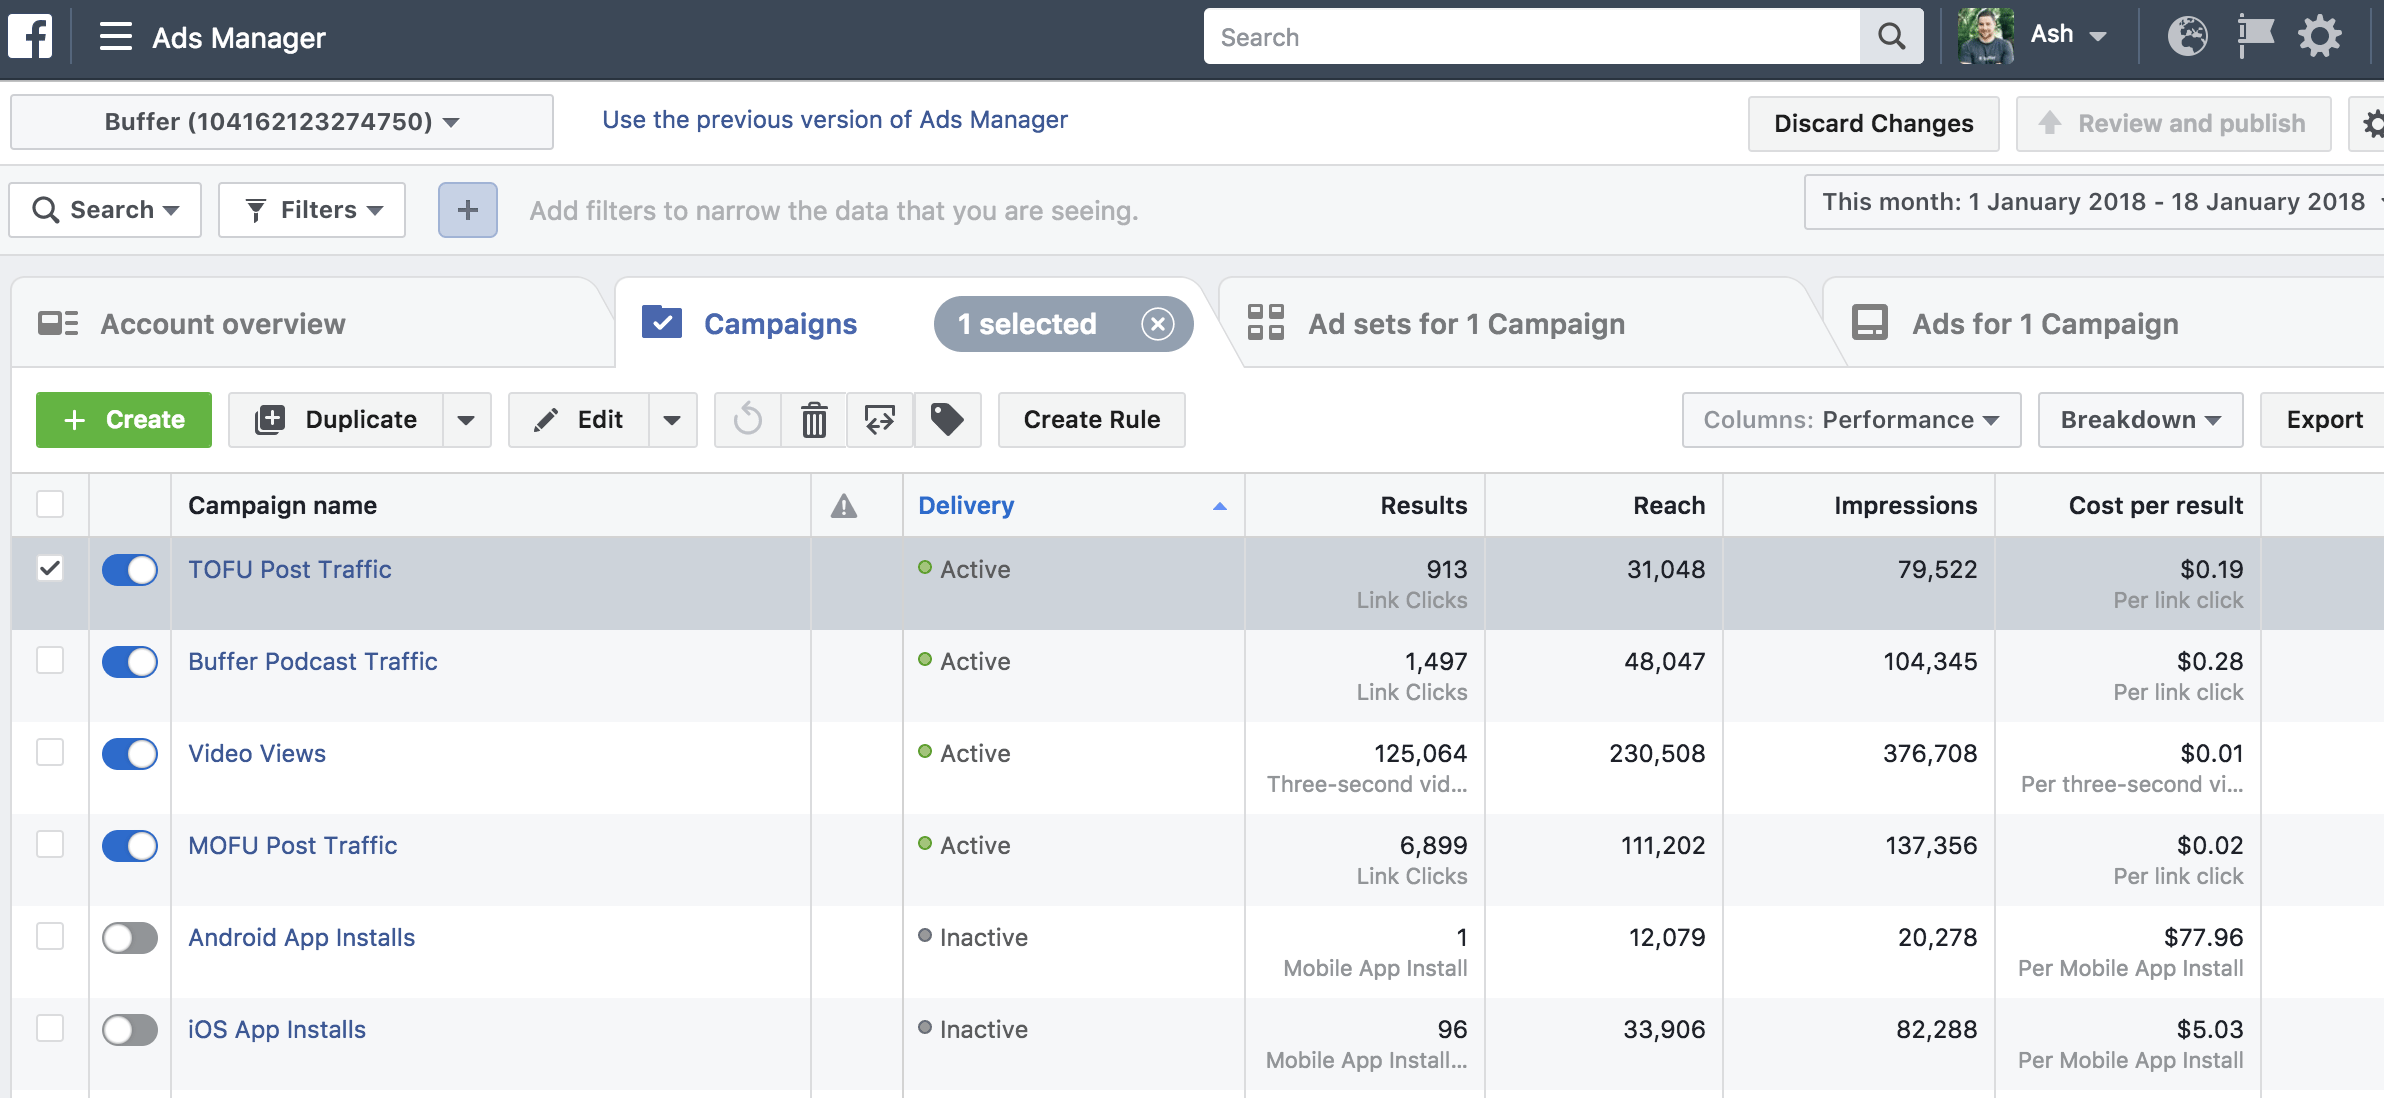 Ads Manager
Search
Ash
Buffer (104162123274750)
Use the previous version of Ads Manager
Discard Changes
Review and publish
Search
Filters
+
Add filters to narrow the data that you are seeing.
This month: 1 January 2018 - 18 January 2018
Account overview
Campaigns
1 selected
Ad sets for 1 Campaign
Ads for 1 Campaign
+ Create
Duplicate
Edit
Create Rule
Columns: Performance
Breakdown
Export
Campaign name Delivery Results Reach Impressions Cost per result
TOFU Post Traffic Active 913 31,048 79,522 $0.19
Link Clicks Per link click
Buffer Podcast Traffic Active 1,497 48,047 104,345 $0.28
Link Clicks Per link click
Video Views Active 125,064 230,508 376,708 $0.01
Three-second vid... Per three-second vi...
MOFU Post Traffic Active 6,899 111,202 137,356 $0.02
Link Clicks Per link click
Android App Installs Inactive 1 12,079 20,278 $77.96
Mobile App Install Per Mobile App Install
iOS App Installs Inactive 96 33,906 82,288 $5.03
Mobile App Install... Per Mobile App Install